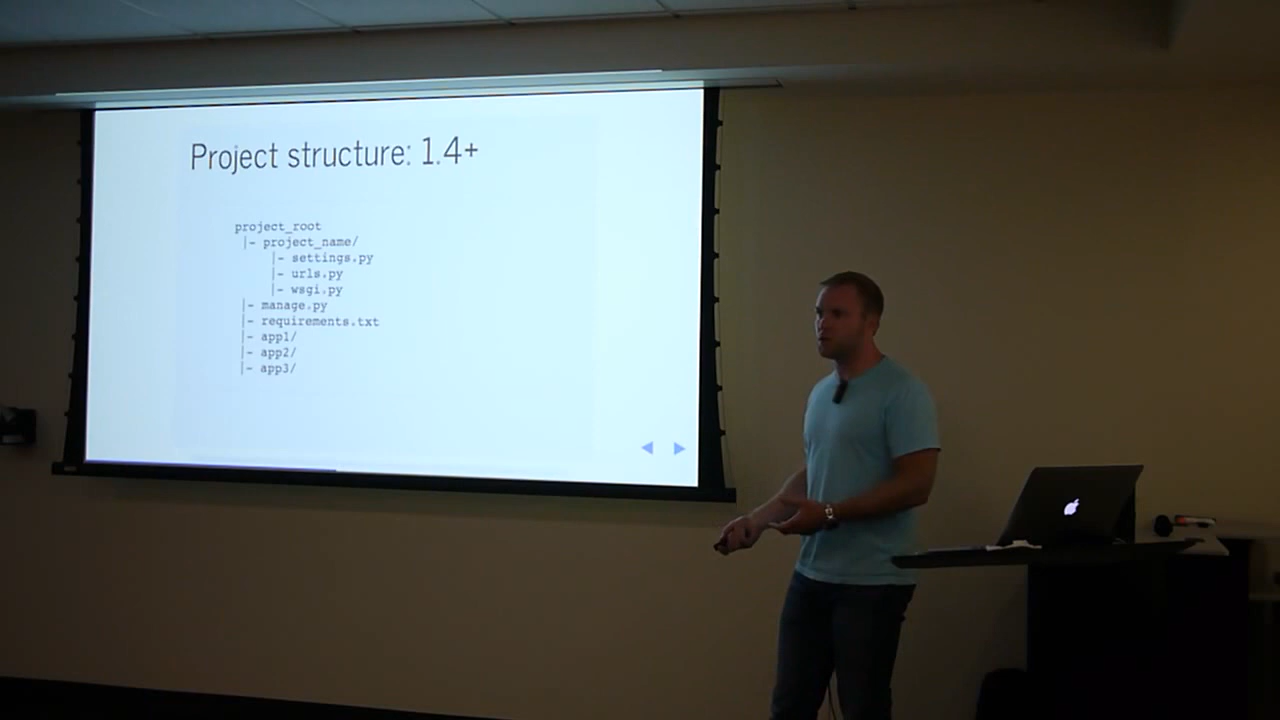 Project structure: 1.4+
project_root
|- project_name/
|- settings.py
|- urls.py
|- wsgi.py
|- manage.py
|- requirements.txt
|- app1/
|- app2/
|- app3/